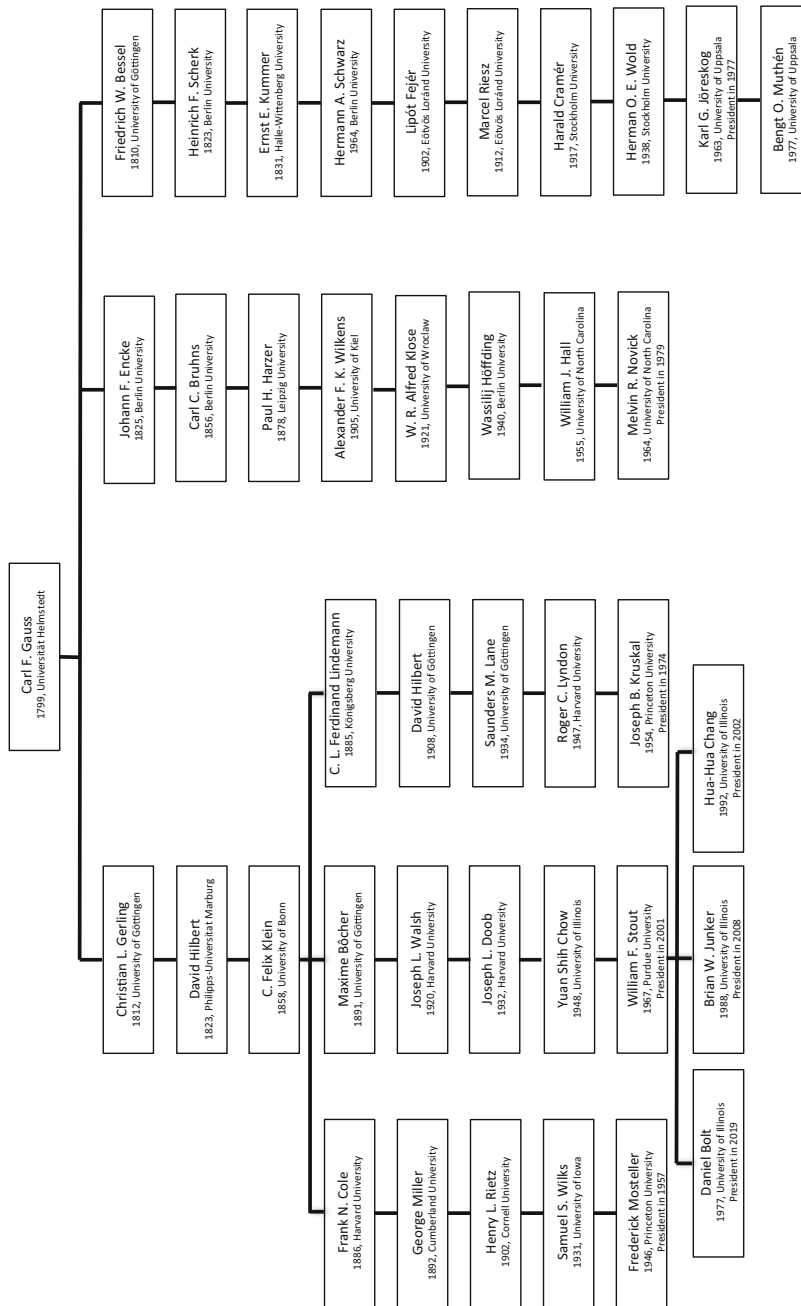 Carl F. Gauss
1799, Universität Helmstedt
Christian L. Gerling
1812, University of Göttingen
Johann F. Encke
1825, Berlin University
Friedrich W. Bessel
1810, University of Göttingen
David Hilbert
1823, Philipps-Universitat Marburg
Carl C. Bruhns
1856, Berlin University
Heinrich F. Scherk
1823, Berlin University
C. Felix Klein
1858, University of Bonn
Paul H. Harzer
1878, Leipzig University
Ernst E. Kummer
1831, Halle-Wittenberg University
Frank N. Cole
1886, Harvard University
Maxime Bôcher
1891, University of Göttingen
C. L. Ferdinand Lindemann
1885, Königsberg University
Alexander F. K. Wilkens
1905, University of Kiel
Hermann A. Schwarz
1964, Berlin University
George Miller
1892, Cumberland University
Joseph L. Walsh
1920, Harvard University
David Hilbert
1908, University of Göttingen
W. R. Alfred Klose
1921, University of Wroclaw
Lipót Fejér
1902, Eötvös Loránd University
Henry L. Rietz
1902, Cornell University
Joseph L. Doob
1932, Harvard University
Saunders M. Lane
1934, University of Göttingen
Wassilij Höffding
1940, Berlin University
Marcel Riesz
1912, Eötvös Loránd University
Samuel S. Wilks
1931, University of Iowa
Yuan Shih Chow
1948, University of Illinois
Roger C. Lyndon
1947, Harvard University
William J. Hall
1955, University of North Carolina
Harald Cramér
1917, Stockholm University
Frederick Mosteller
1946, Princeton University
President in 1957
William F. Stout
1967, Purdue University
President in 2001
Joseph B. Kruskal
1954, Princeton University
President in 1974
Melvin R. Novick
1964, University of North Carolina
President in 1979
Herman O. E. Wold
1938, Stockholm University
Daniel Bolt
1977, University of Illinois
President in 2019
Brian W. Junker
1988, University of Illinois
President in 2008
Hua-Hua Chang
1992, University of Illinois
President in 2002
Karl G. Jöreskog
1963, University of Uppsala
President in 1977
Bengt O. Muthén
1977, University of Uppsala